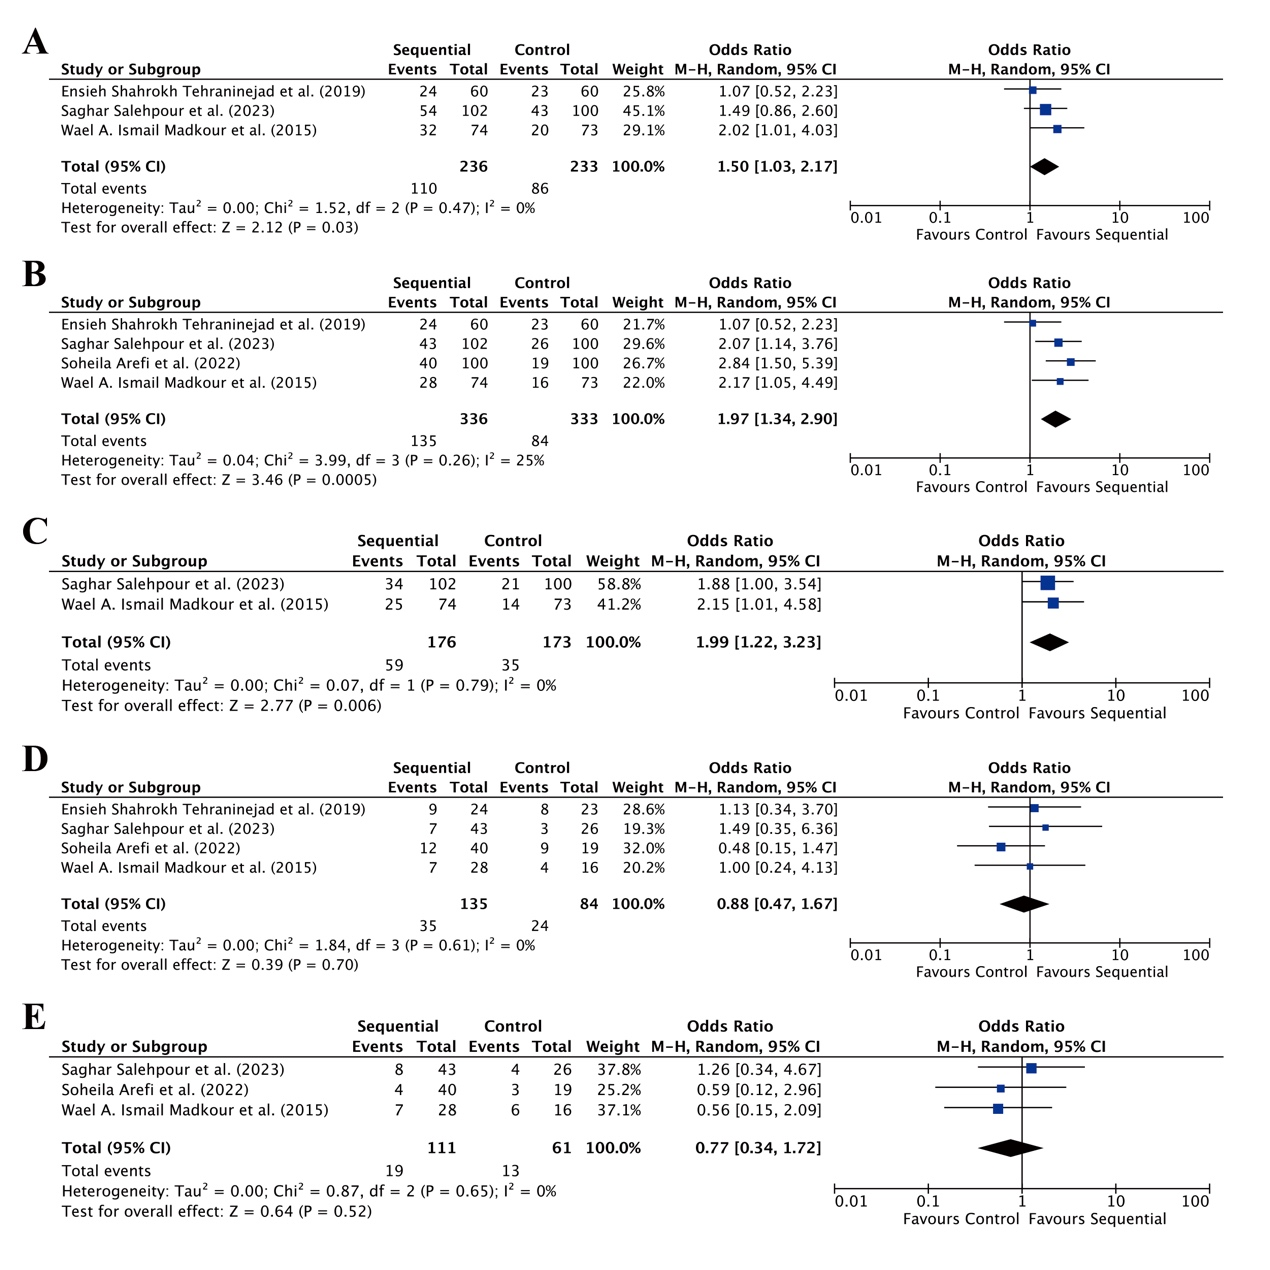 A
Sequential Control Odds Ratio Odds Ratio
Study or Subgroup Events Total Events Total Weight M-H, Random, 95% CI M-H, Random, 95% CI
Ensieh Shahrokh Tehraninejad et al. (2019) 24 60 23 60 25.8% 1.07 [0.52, 2.23]
Saghar Salehpour et al. (2023) 54 102 43 100 45.1% 1.49 [0.86, 2.60]
Wael A. Ismail Madkour et al. (2015) 32 74 20 73 29.1% 2.02 [1.01, 4.03]
Total (95% CI) 236 233 100.0% 1.50 [1.03, 2.17]
Total events 110 86
Heterogeneity: Tau² = 0.00; Chi² = 1.52, df = 2 (P = 0.47); I² = 0%
Test for overall effect: Z = 2.12 (P = 0.03)
0.01 0.1 1 10 100
Favours Control Favours Sequential
B
Sequential Control Odds Ratio Odds Ratio
Study or Subgroup Events Total Events Total Weight M-H, Random, 95% CI M-H, Random, 95% CI
Ensieh Shahrokh Tehraninejad et al. (2019) 24 60 23 60 21.7% 1.07 [0.52, 2.23]
Saghar Salehpour et al. (2023) 43 102 26 100 29.6% 2.07 [1.14, 3.76]
Soheila Arefi et al. (2022) 40 100 19 100 26.7% 2.84 [1.50, 5.39]
Wael A. Ismail Madkour et al. (2015) 28 74 16 73 22.0% 2.17 [1.05, 4.49]
Total (95% CI) 336 333 100.0% 1.97 [1.34, 2.90]
Total events 135 84
Heterogeneity: Tau² = 0.04; Chi² = 3.99, df = 3 (P = 0.26); I² = 25%
Test for overall effect: Z = 3.46 (P = 0.0005)
0.01 0.1 1 10 100
Favours Control Favours Sequential
C
Sequential Control Odds Ratio Odds Ratio
Study or Subgroup Events Total Events Total Weight M-H, Random, 95% CI M-H, Random, 95% CI
Saghar Salehpour et al. (2023) 34 102 21 100 58.8% 1.88 [1.00, 3.54]
Wael A. Ismail Madkour et al. (2015) 25 74 14 73 41.2% 2.15 [1.01, 4.58]
Total (95% CI) 176 173 100.0% 1.99 [1.22, 3.23]
Total events 59 35
Heterogeneity: Tau² = 0.00; Chi² = 0.07, df = 1 (P = 0.79); I² = 0%
Test for overall effect: Z = 2.77 (P = 0.006)
0.01 0.1 1 10 100
Favours Control Favours Sequential
D
Sequential Control Odds Ratio Odds Ratio
Study or Subgroup Events Total Events Total Weight M-H, Random, 95% CI M-H, Random, 95% CI
Ensieh Shahrokh Tehraninejad et al. (2019) 9 24 8 23 28.6% 1.13 [0.34, 3.70]
Saghar Salehpour et al. (2023) 7 43 3 26 19.3% 1.49 [0.35, 6.36]
Soheila Arefi et al. (2022) 12 40 9 19 32.0% 0.48 [0.15, 1.47]
Wael A. Ismail Madkour et al. (2015) 7 28 4 16 20.2% 1.00 [0.24, 4.13]
Total (95% CI) 135 84 100.0% 0.88 [0.47, 1.67]
Total events 35 24
Heterogeneity: Tau² = 0.00; Chi² = 1.84, df = 3 (P = 0.61); I² = 0%
Test for overall effect: Z = 0.39 (P = 0.70)
0.01 0.1 1 10 100
Favours Control Favours Sequential
E
Sequential Control Odds Ratio Odds Ratio
Study or Subgroup Events Total Events Total Weight M-H, Random, 95% CI M-H, Random, 95% CI
Saghar Salehpour et al. (2023) 8 43 4 26 37.8% 1.26 [0.34, 4.67]
Soheila Arefi et al. (2022) 4 40 3 19 25.2% 0.59 [0.12, 2.96]
Wael A. Ismail Madkour et al. (2015) 7 28 6 16 37.1% 0.56 [0.15, 2.09]
Total (95% CI) 111 61 100.0% 0.77 [0.34, 1.72]
Total events 19 13
Heterogeneity: Tau² = 0.00; Chi² = 0.87, df = 2 (P = 0.65); I² = 0%
Test for overall effect: Z = 0.64 (P = 0.52)
0.01 0.1 1 10 100
Favours Control Favours Sequential